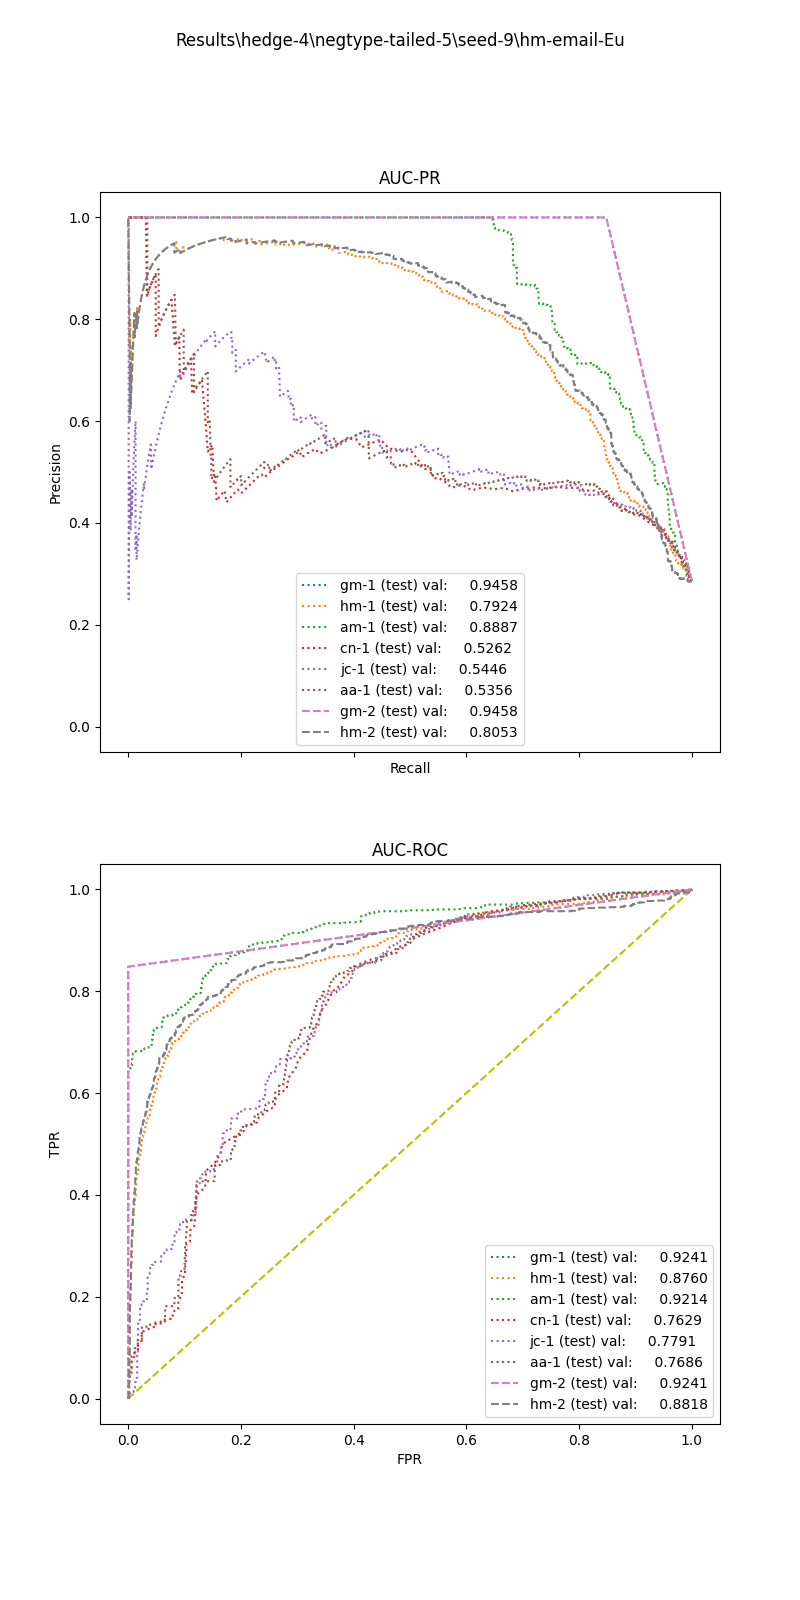 Results\hedge-4\negtype-tailed-5\seed-9\hm-email-Eu
AUC-PR
1.0
0.8
0.6
0.4
0.2
0.0
Precision
gm-1 (test) val: 0.9458
hm-1 (test) val: 0.7924
am-1 (test) val: 0.8887
cn-1 (test) val: 0.5262
jc-1 (test) val: 0.5446
aa-1 (test) val: 0.5356
gm-2 (test) val: 0.9458
hm-2 (test) val: 0.8053
Recall
AUC-ROC
1.0
0.8
0.6
0.4
0.2
0.0
TPR
gm-1 (test) val: 0.9241
hm-1 (test) val: 0.8760
am-1 (test) val: 0.9214
cn-1 (test) val: 0.7629
jc-1 (test) val: 0.7791
aa-1 (test) val: 0.7686
gm-2 (test) val: 0.9241
hm-2 (test) val: 0.8818
0.0 0.2 0.4 0.6 0.8 1.0
FPR